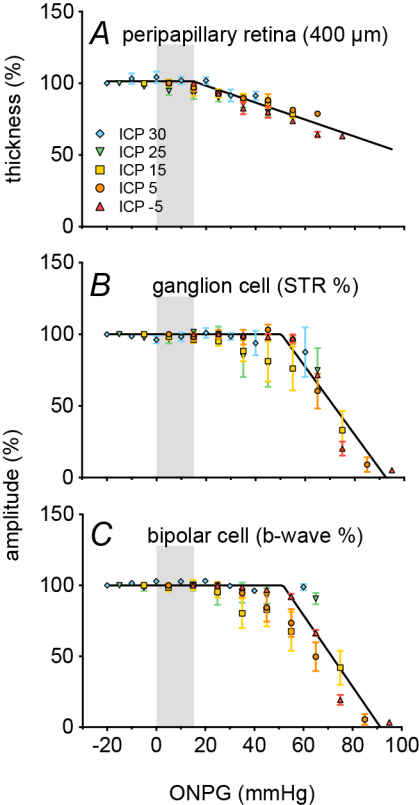 A peripapillary retina (400 μm)
150
100
50
0
thickness (%)
ICP 30
ICP 25
ICP 15
ICP 5
ICP -5
B ganglion cell (STR %)
150
100
50
0
amplitude (%)
C bipolar cell (b-wave %)
150
100
50
0
-20 0 20 40 60 80 100
ONPG (mmHg)